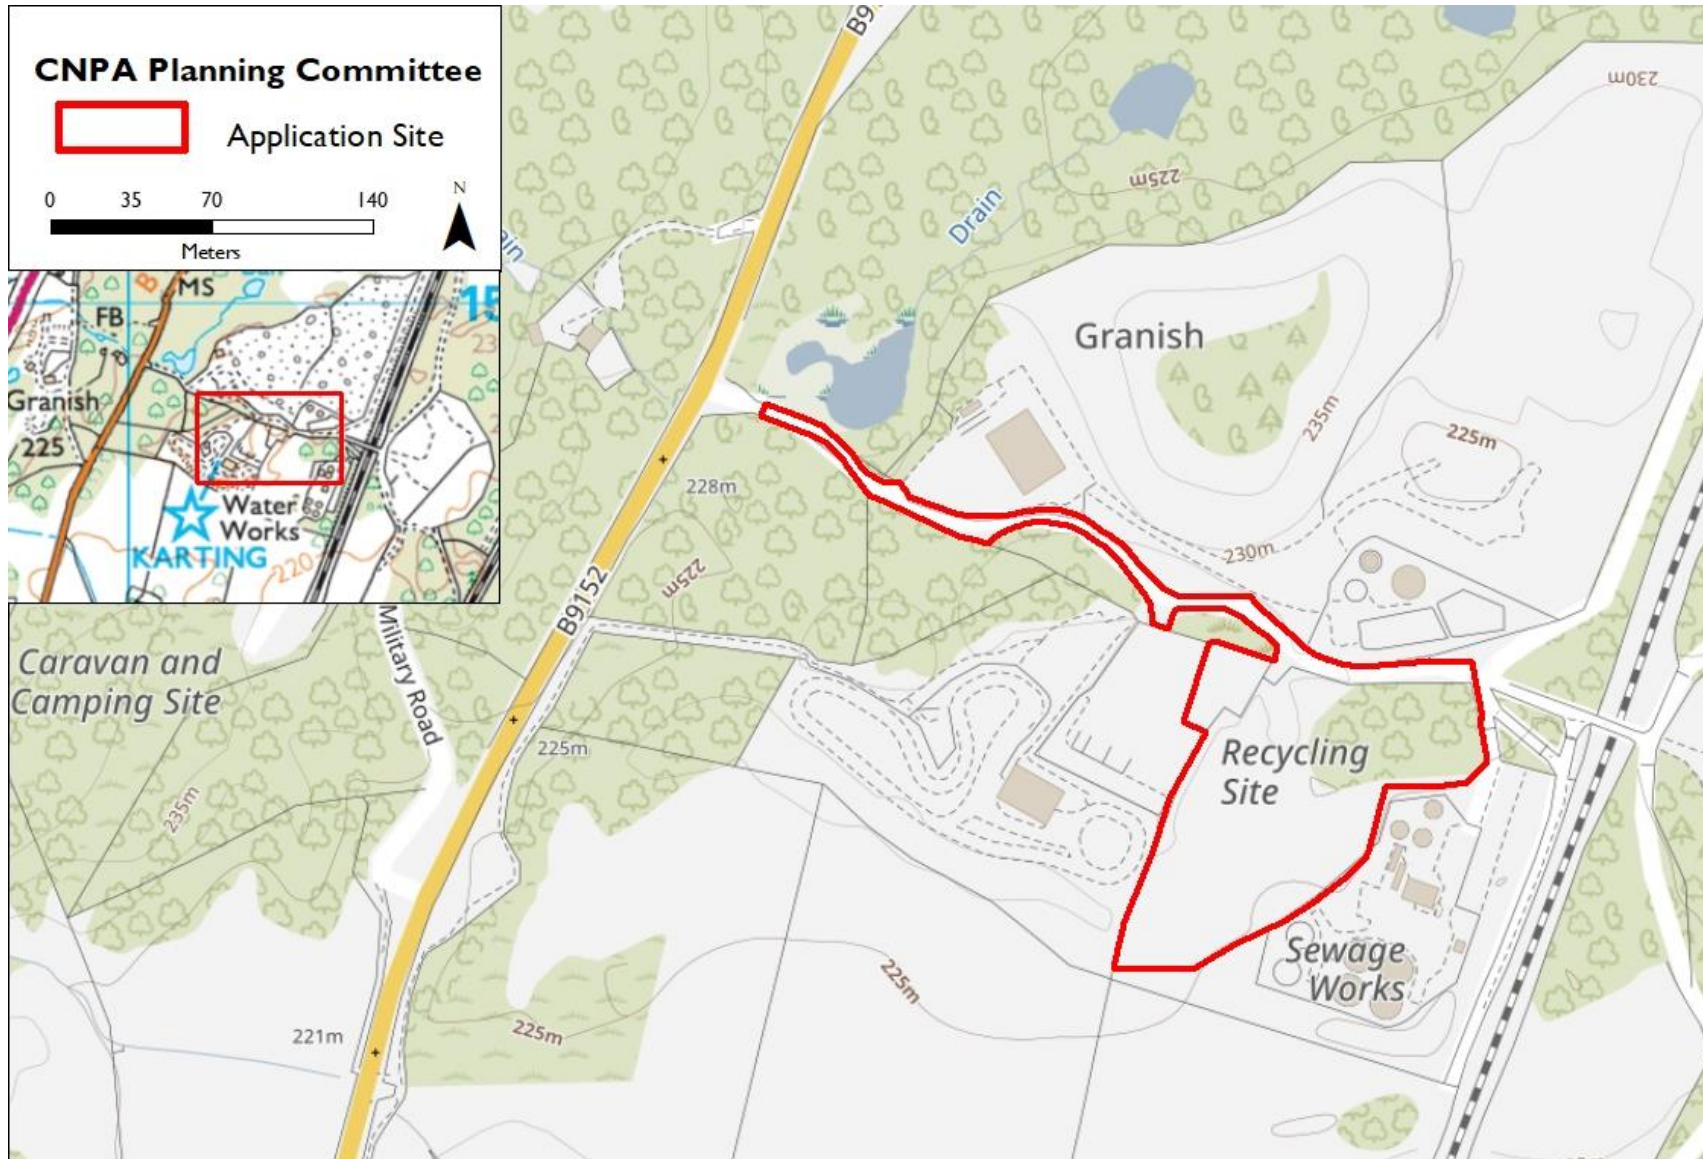 CNPA Planning Committee
Application Site
0 35 70 140
Meters
N
MS
FB
15
Granish
225
Water
Works
KARTING
220
B9152
Drain
225m
230m
Granish
235m
225m
228m
230m
225m
Military Road
Caravan and
Camping Site
225m
235m
Recycling
Site
Sewage
Works
225m
225m
221m